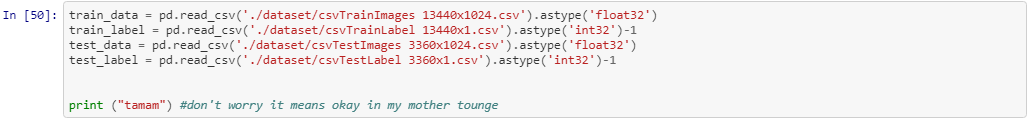 In [50]: train_data = pd.read_csv('./dataset/csvTrainImages 13440x1024.csv').astype('float32')
train_label = pd.read_csv('./dataset/csvTrainLabel 13440x1.csv').astype('int32')-1
test_data = pd.read_csv('./dataset/csvTestImages 3360x1024.csv').astype('float32')
test_label = pd.read_csv('./dataset/csvTestLabel 3360x1.csv').astype('int32')-1
print ("tamam") #don't worry it means okay in my mother tounge